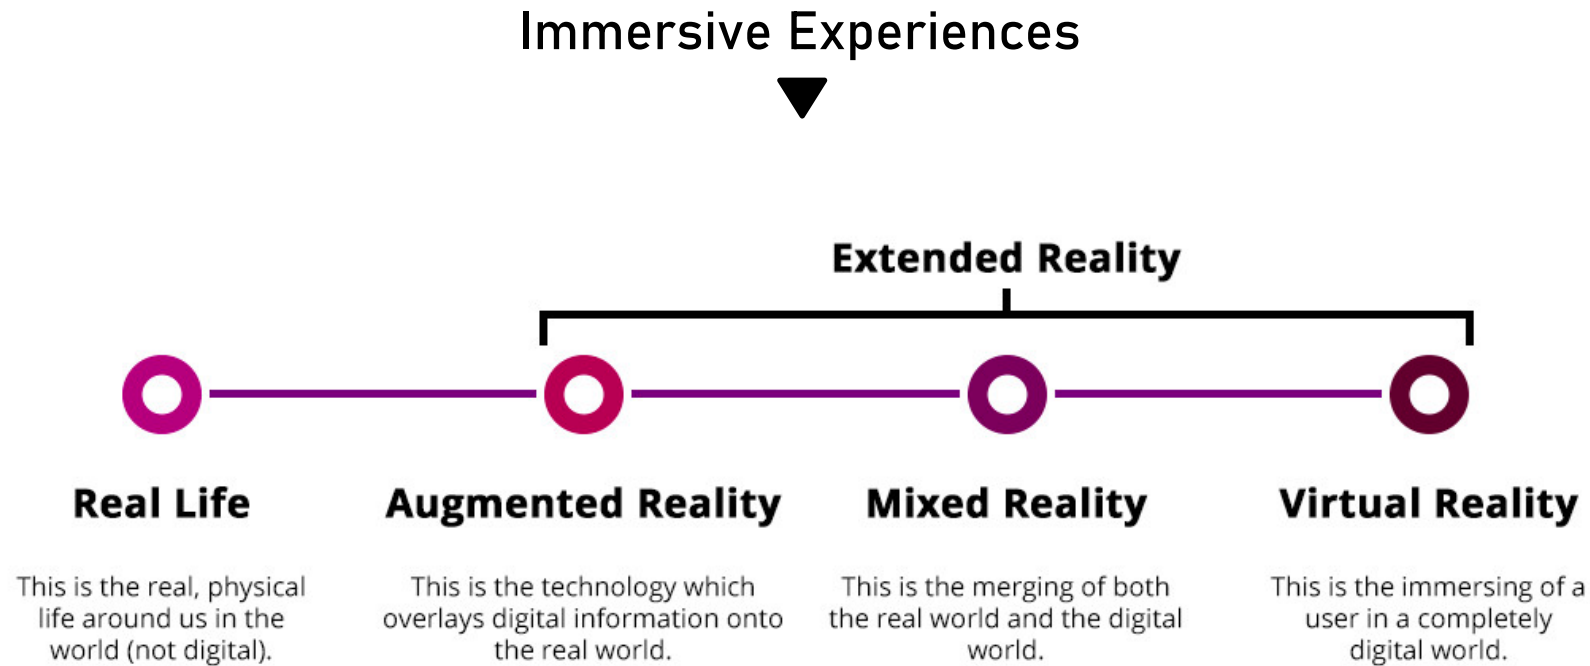 Immersive Experiences
Extended Reality
Real Life
This is the real, physical
life around us in the
world (not digital).
Augmented Reality
This is the technology which
overlays digital information onto
the real world.
Mixed Reality
This is the merging of both
the real world and the digital
world.
Virtual Reality
This is the immersing of a
user in a completely
digital world.